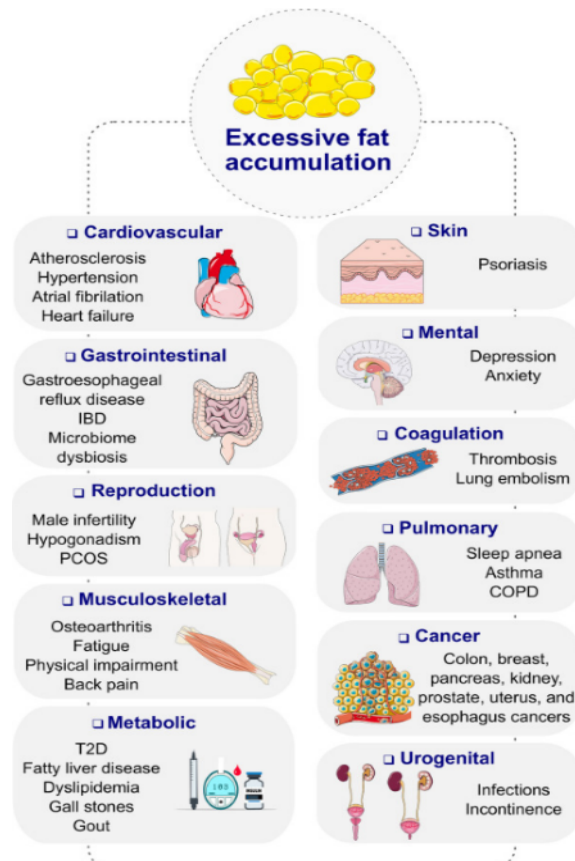 Excessive fat
accumulation
❑ Cardiovascular
Atherosclerosis
Hypertension
Atrial fibrilation
Heart failure
❑ Gastrointestinal
Gastroesophageal
reflux disease
IBD
Microbiome
dysbiosis
❑ Reproduction
Male infertility
Hypogonadism
PCOS
❑ Musculoskeletal
Osteoarthritis
Fatigue
Physical impairment
Back pain
❑ Metabolic
T2D
Fatty liver disease
Dyslipidemia
Gall stones
Gout
❑ Skin
Psoriasis
❑ Mental
Depression
Anxiety
❑ Coagulation
Thrombosis
Lung embolism
❑ Pulmonary
Sleep apnea
Asthma
COPD
❑ Cancer
Colon, breast,
pancreas, kidney,
prostate, uterus, and
esophagus cancers
❑ Urogenital
Infections
Incontinence